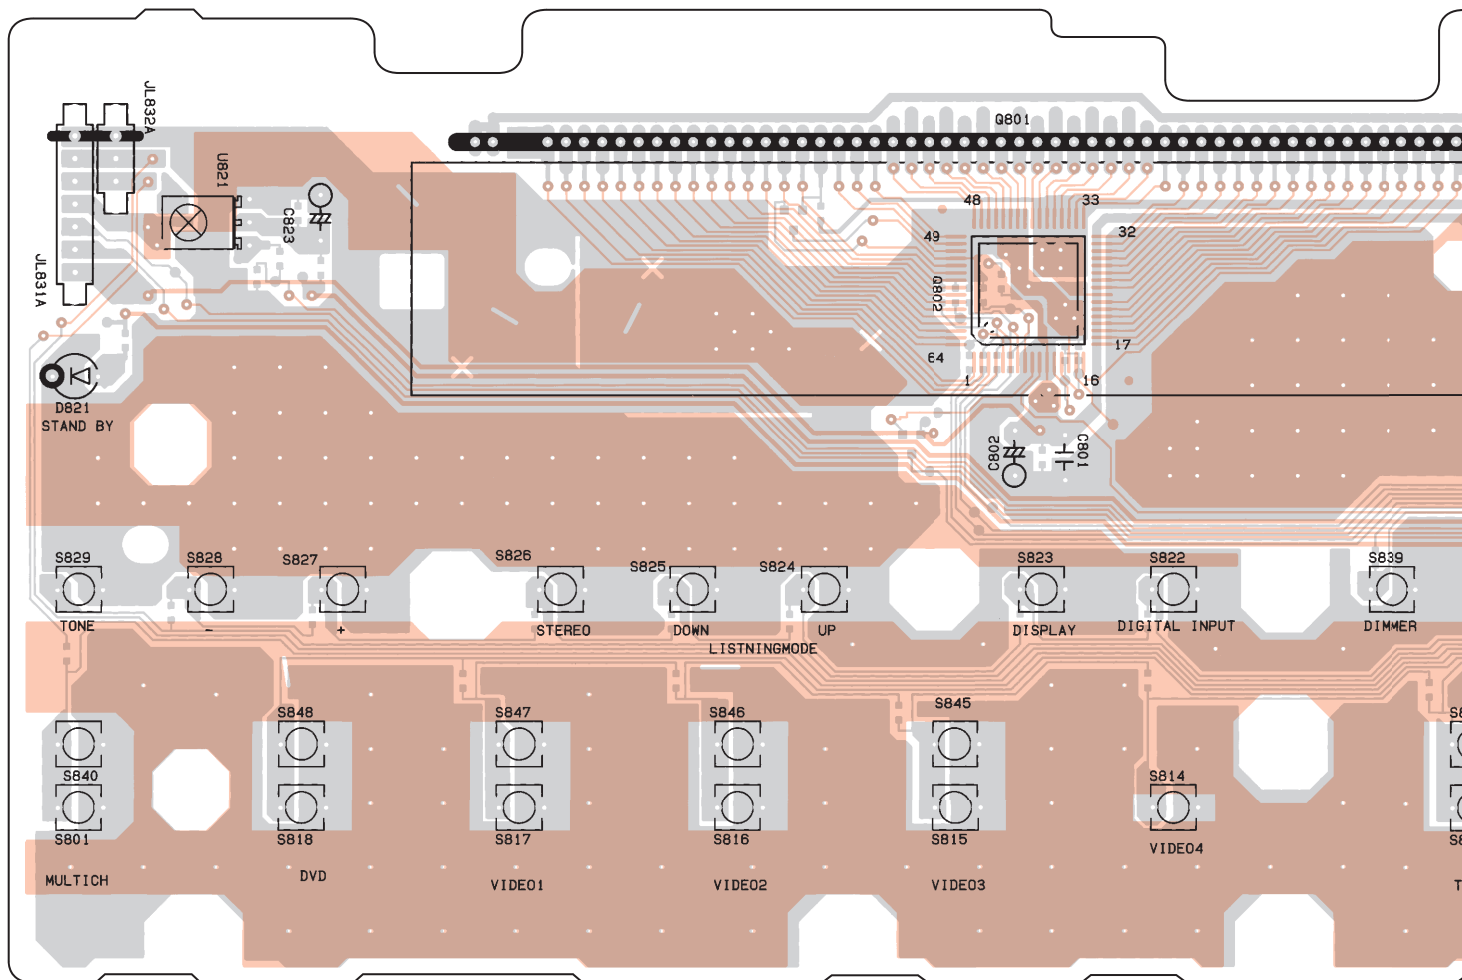 JL832A
Q801
U821
C823
48
33
49
32
JL831A
Q802
64
17
1
16
D821
STAND BY
C802
C801
S829
S828
S827
S826
S825
S824
S823
S822
S839
TONE
-
+
STEREO
DOWN
UP
DISPLAY
DIGITAL INPUT
DIMMER
LISTNINGMODE
S848
S847
S846
S845
S840
S814
S801
S818
S817
S816
S815
VIDEO4
MULTICH
DVD
VIDEO1
VIDEO2
VIDEO3